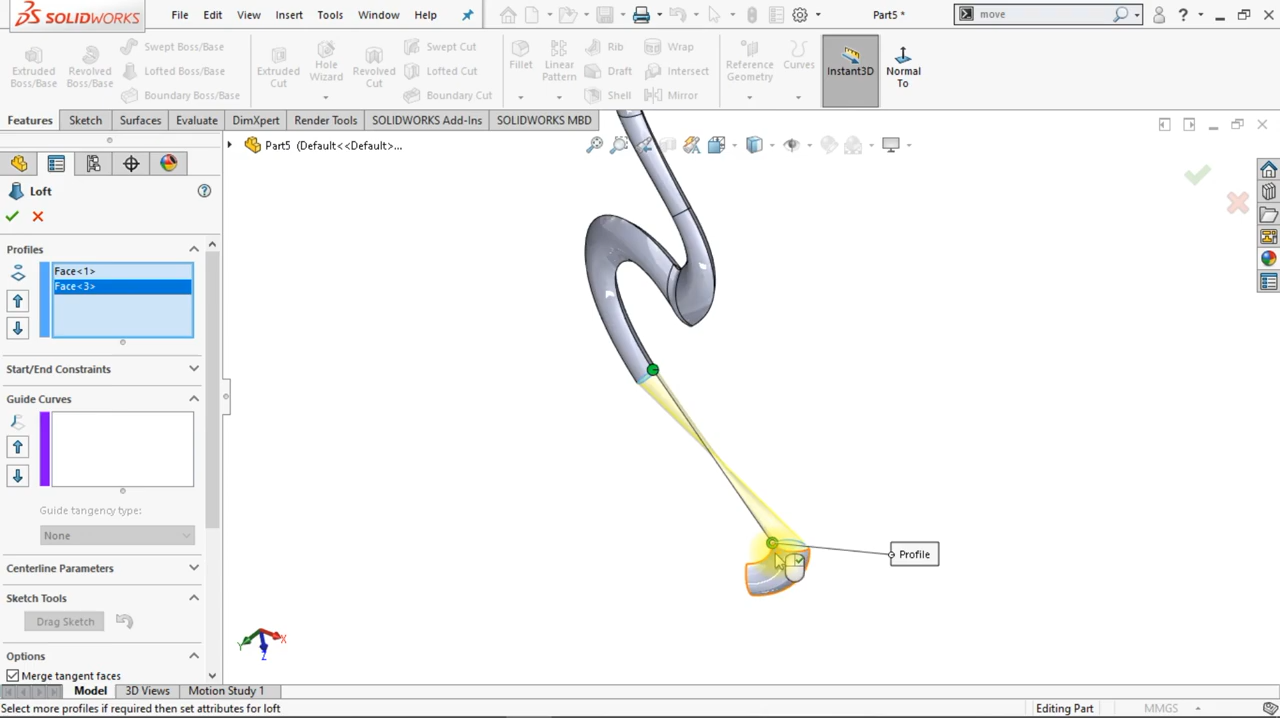 SOLIDWORKS File Edit View Insert Tools Window Help Part5 * move ?
Extruded Boss/Base Revolved Boss/Base Swept Boss/Base Lofted Boss/Base Boundary Boss/Base Extruded Cut Hole Wizard Revolved Cut Swept Cut Lofted Cut Boundary Cut Fillet Linear Pattern Rib Draft Shell Wrap Intersect Mirror Reference Geometry Curves Instant3D Normal To
Features Sketch Surfaces Evaluate DimXpert Render Tools SOLIDWORKS Add-Ins SOLIDWORKS MBD
Part5 (Default<<Default>...
Loft ?
Profiles
Face<1>
Face<3>
Start/End Constraints
Guide Curves
Guide tangency type:
None
Centerline Parameters
Sketch Tools
Drag Sketch
Options
Merge tangent faces
Profile
Y X Z
Model 3D Views Motion Study 1
Select more profiles if required then set attributes for loft Editing Part MMGS